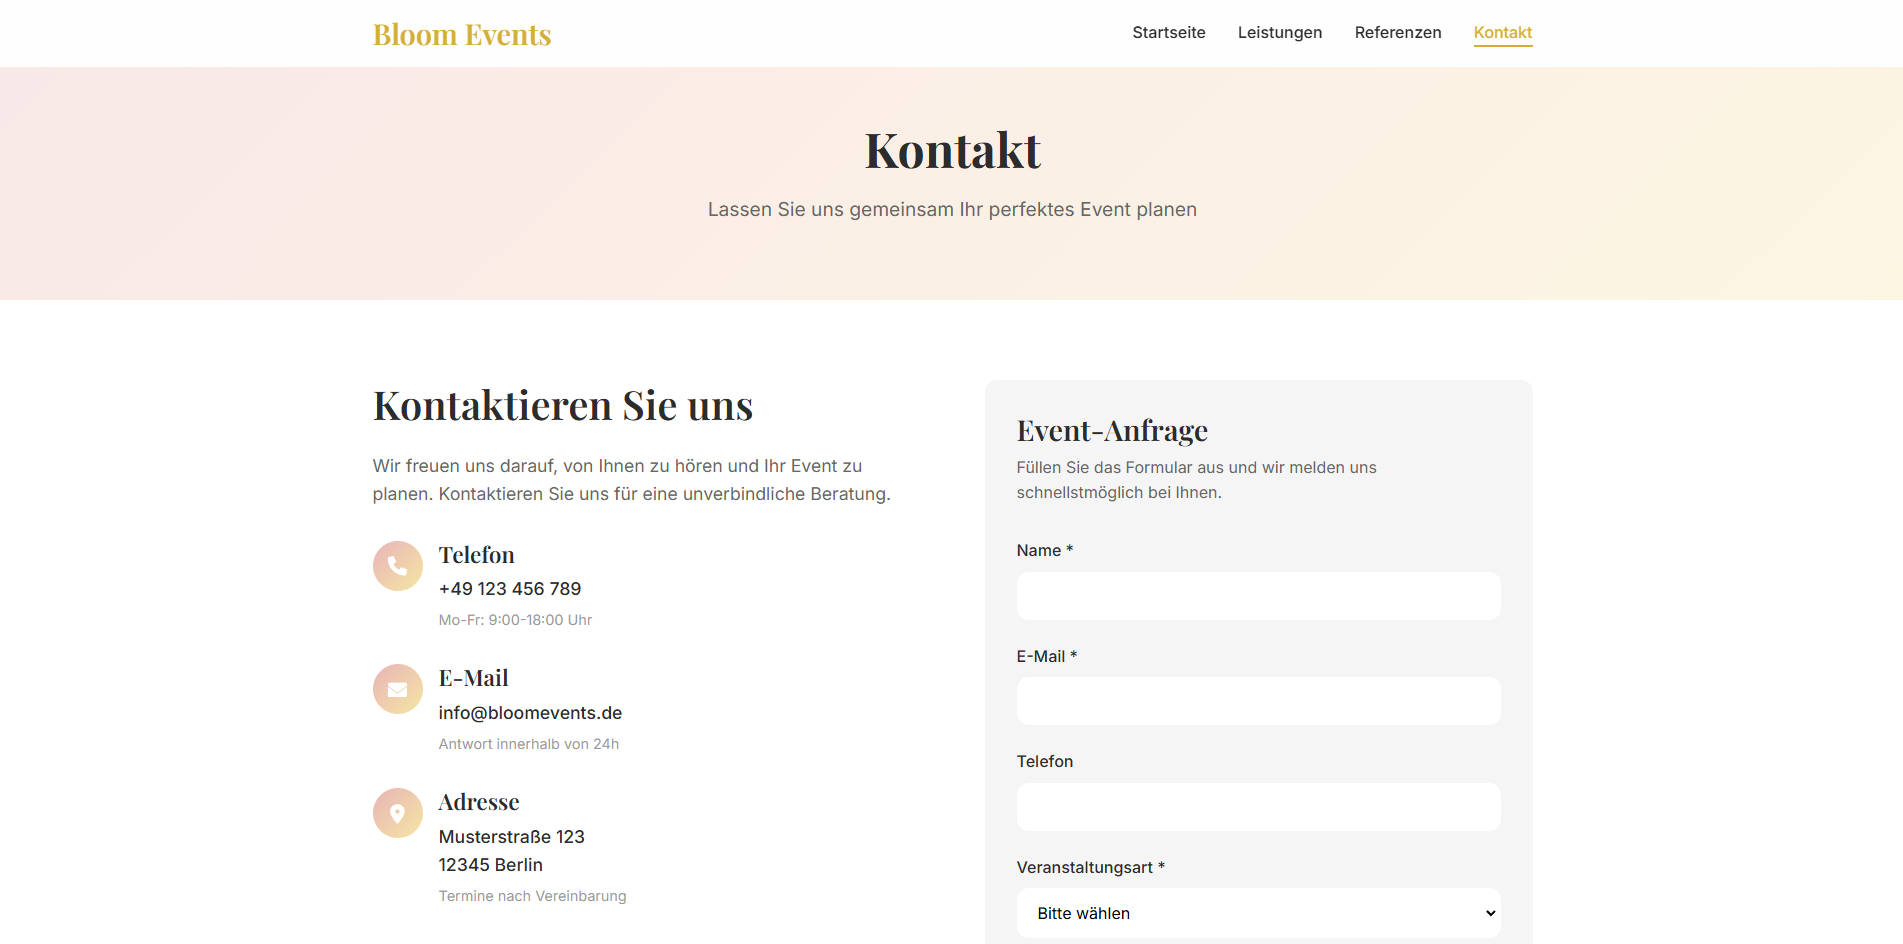 Bloom Events
Startseite
Leistungen
Referenzen
Kontakt
Kontakt
Lassen Sie uns gemeinsam Ihr perfektes Event planen
Kontaktieren Sie uns
Wir freuen uns darauf, von Ihnen zu hören und Ihr Event zu
planen. Kontaktieren Sie uns für eine unverbindliche Beratung.
Telefon
+49 123 456 789
Mo-Fr: 9:00-18:00 Uhr
E-Mail
info@bloomevents.de
Antwort innerhalb von 24h
Adresse
Musterstraße 123
12345 Berlin
Termine nach Vereinbarung
Event-Anfrage
Füllen Sie das Formular aus und wir melden uns
schnellstmöglich bei Ihnen.
Name *
E-Mail *
Telefon
Veranstaltungsart *
Bitte wählen